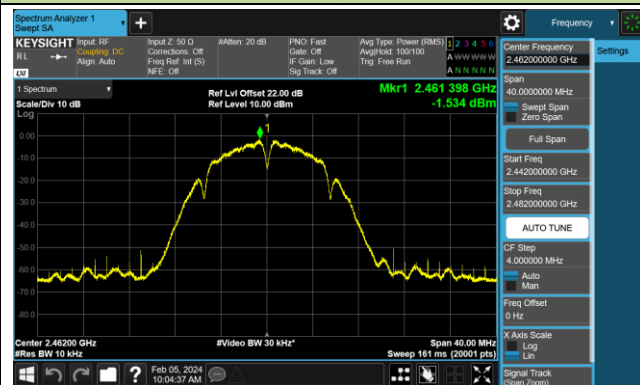 Spectrum Analyzer 1
Swept SA
Frequency
KEYSIGHT
Input: RF
Coupling: DC
Align: Auto
Input Z: 50 Ω
Corrections: Off
Freq Ref: Int (S)
NFE: Off
#Atten: 20 dB
PNO: Fast
Gate: Off
IF Gain: Low
Sig Track: Off
Avg Type: Power (RMS)
Avg|Hold: 100/100
Trig: Free Run
1 2 3 4 5 6
A W W W W W
A N N N N N
R L
LXI
1 Spectrum
Scale/Div 10 dB
Log
Ref Lvl Offset 22.00 dB
Ref Level 10.00 dBm
Mkr1 2.461 398 GHz
-1.534 dBm
1
0.00
-10.0
-20.0
-30.0
-40.0
-50.0
-60.0
-70.0
-80.0
Center 2.46200 GHz
#Res BW 10 kHz
#Video BW 30 kHz*
Span 40.00 MHz
Sweep 161 ms (20001 pts)
Center Frequency
2.462000000 GHz
Settings
Span
40.0000000 MHz
Swept Span
Zero Span
Full Span
Start Freq
2.442000000 GHz
Stop Freq
2.482000000 GHz
AUTO TUNE
CF Step
4.000000 MHz
Auto
Man
Freq Offset
0 Hz
X Axis Scale
Log
Lin
Signal Track
(Span Zoom)
?
Feb 05, 2024
10:04:37 AM